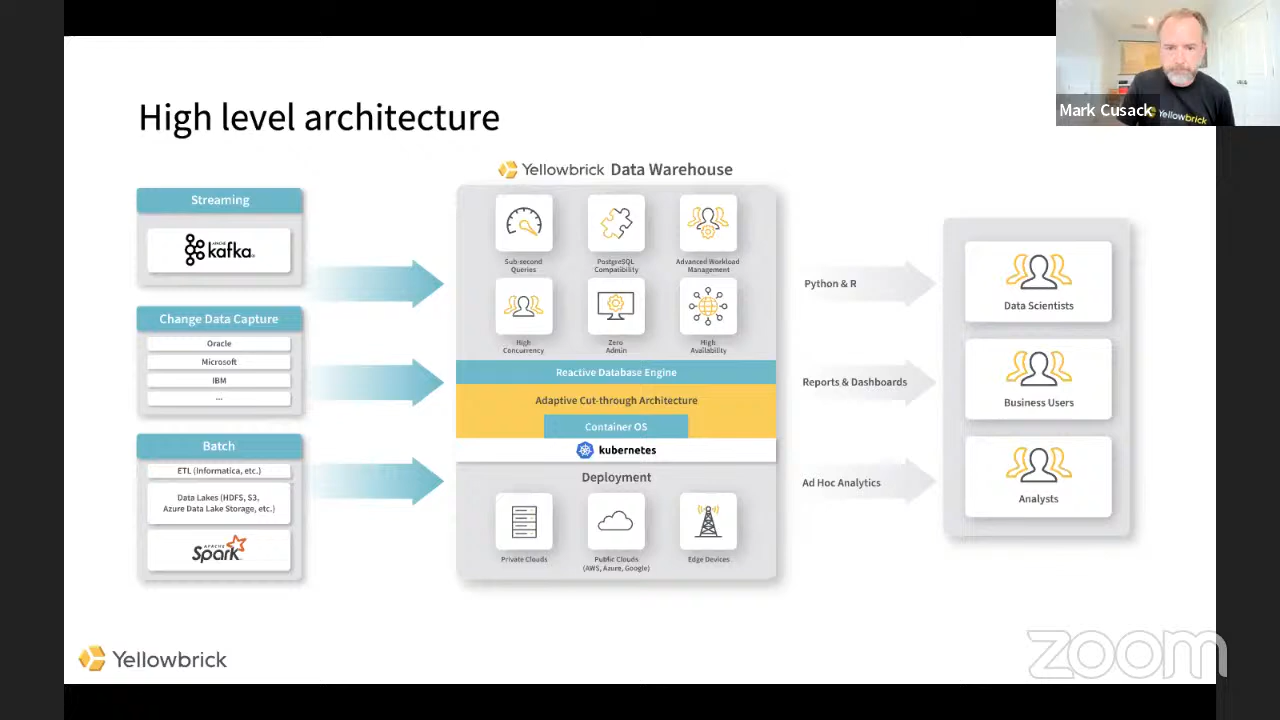 High level architecture
Mark Cusack
Yellowbrick
Yellowbrick Data Warehouse
Streaming
APACHE
kafka
Change Data Capture
Oracle
Microsoft
IBM
...
Batch
ETL (Informatica, etc.)
Data Lakes (HDFS, S3,
Azure Data Lake Storage, etc.)
APACHE
Spark
Sub-second
Queries
PostgreSQL
Compatibility
Advanced Workload
Management
High
Concurrency
Zero
Admin
High
Availability
Reactive Database Engine
Adaptive Cut-through Architecture
Container OS
kubernetes
Deployment
Private Clouds
Public Clouds
(AWS, Azure, Google)
Edge Devices
Python & R
Reports & Dashboards
Ad Hoc Analytics
Data Scientists
Business Users
Analysts
Yellowbrick
zoom